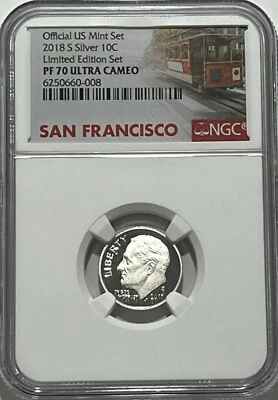 Official US Mint Set
2018 S Silver 10C
Limited Edition Set
PF 70 ULTRA CAMEO
6250660-008
SAN FRANCISCO
NGC®
LIBERTY